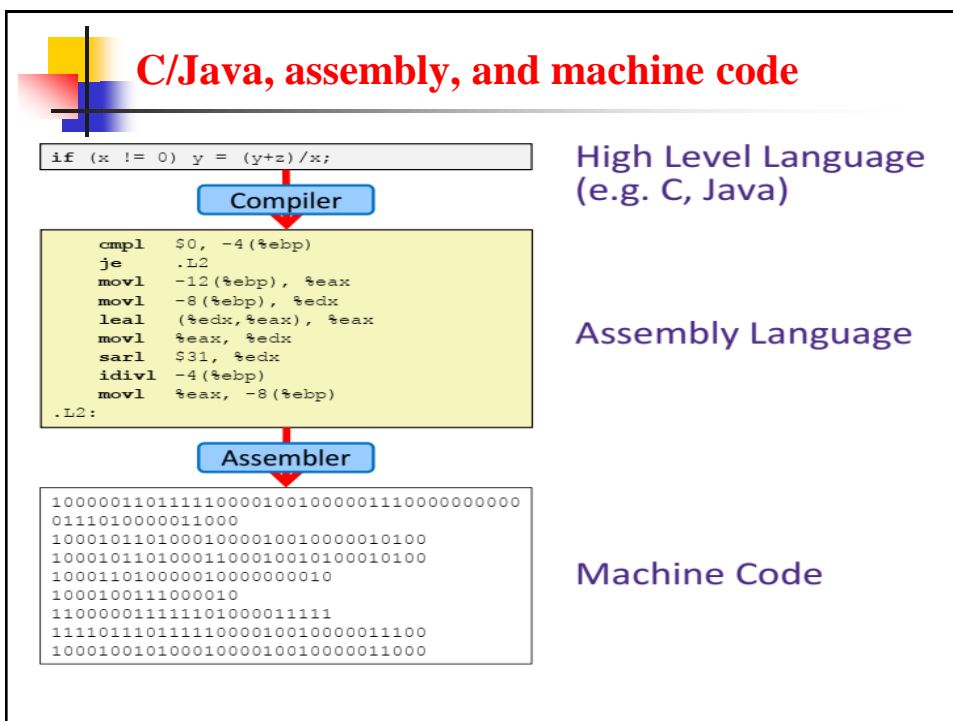 C/Java, assembly, and machine code
if (x != 0) y = (y+z)/x;
High Level Language
(e.g. C, Java)
Compiler
cmpl $0, -4(%ebp)
je .L2
movl -12(%ebp), %eax
movl -8(%ebp), %edx
leal (%edx,%eax), %eax
movl %eax, %edx
sarl $31, %edx
idivl -4(%ebp)
movl %eax, -8(%ebp)
.L2:
Assembly Language
Assembler
1000001101111100001001000001110000000000
0111010000011000
10001011010001000010010000010100
10001011010001100010010100010100
100011010000010000000010
1000100111000010
110000011111101000011111
11110111011111000010010000011100
10001001010001000010010000011000
Machine Code